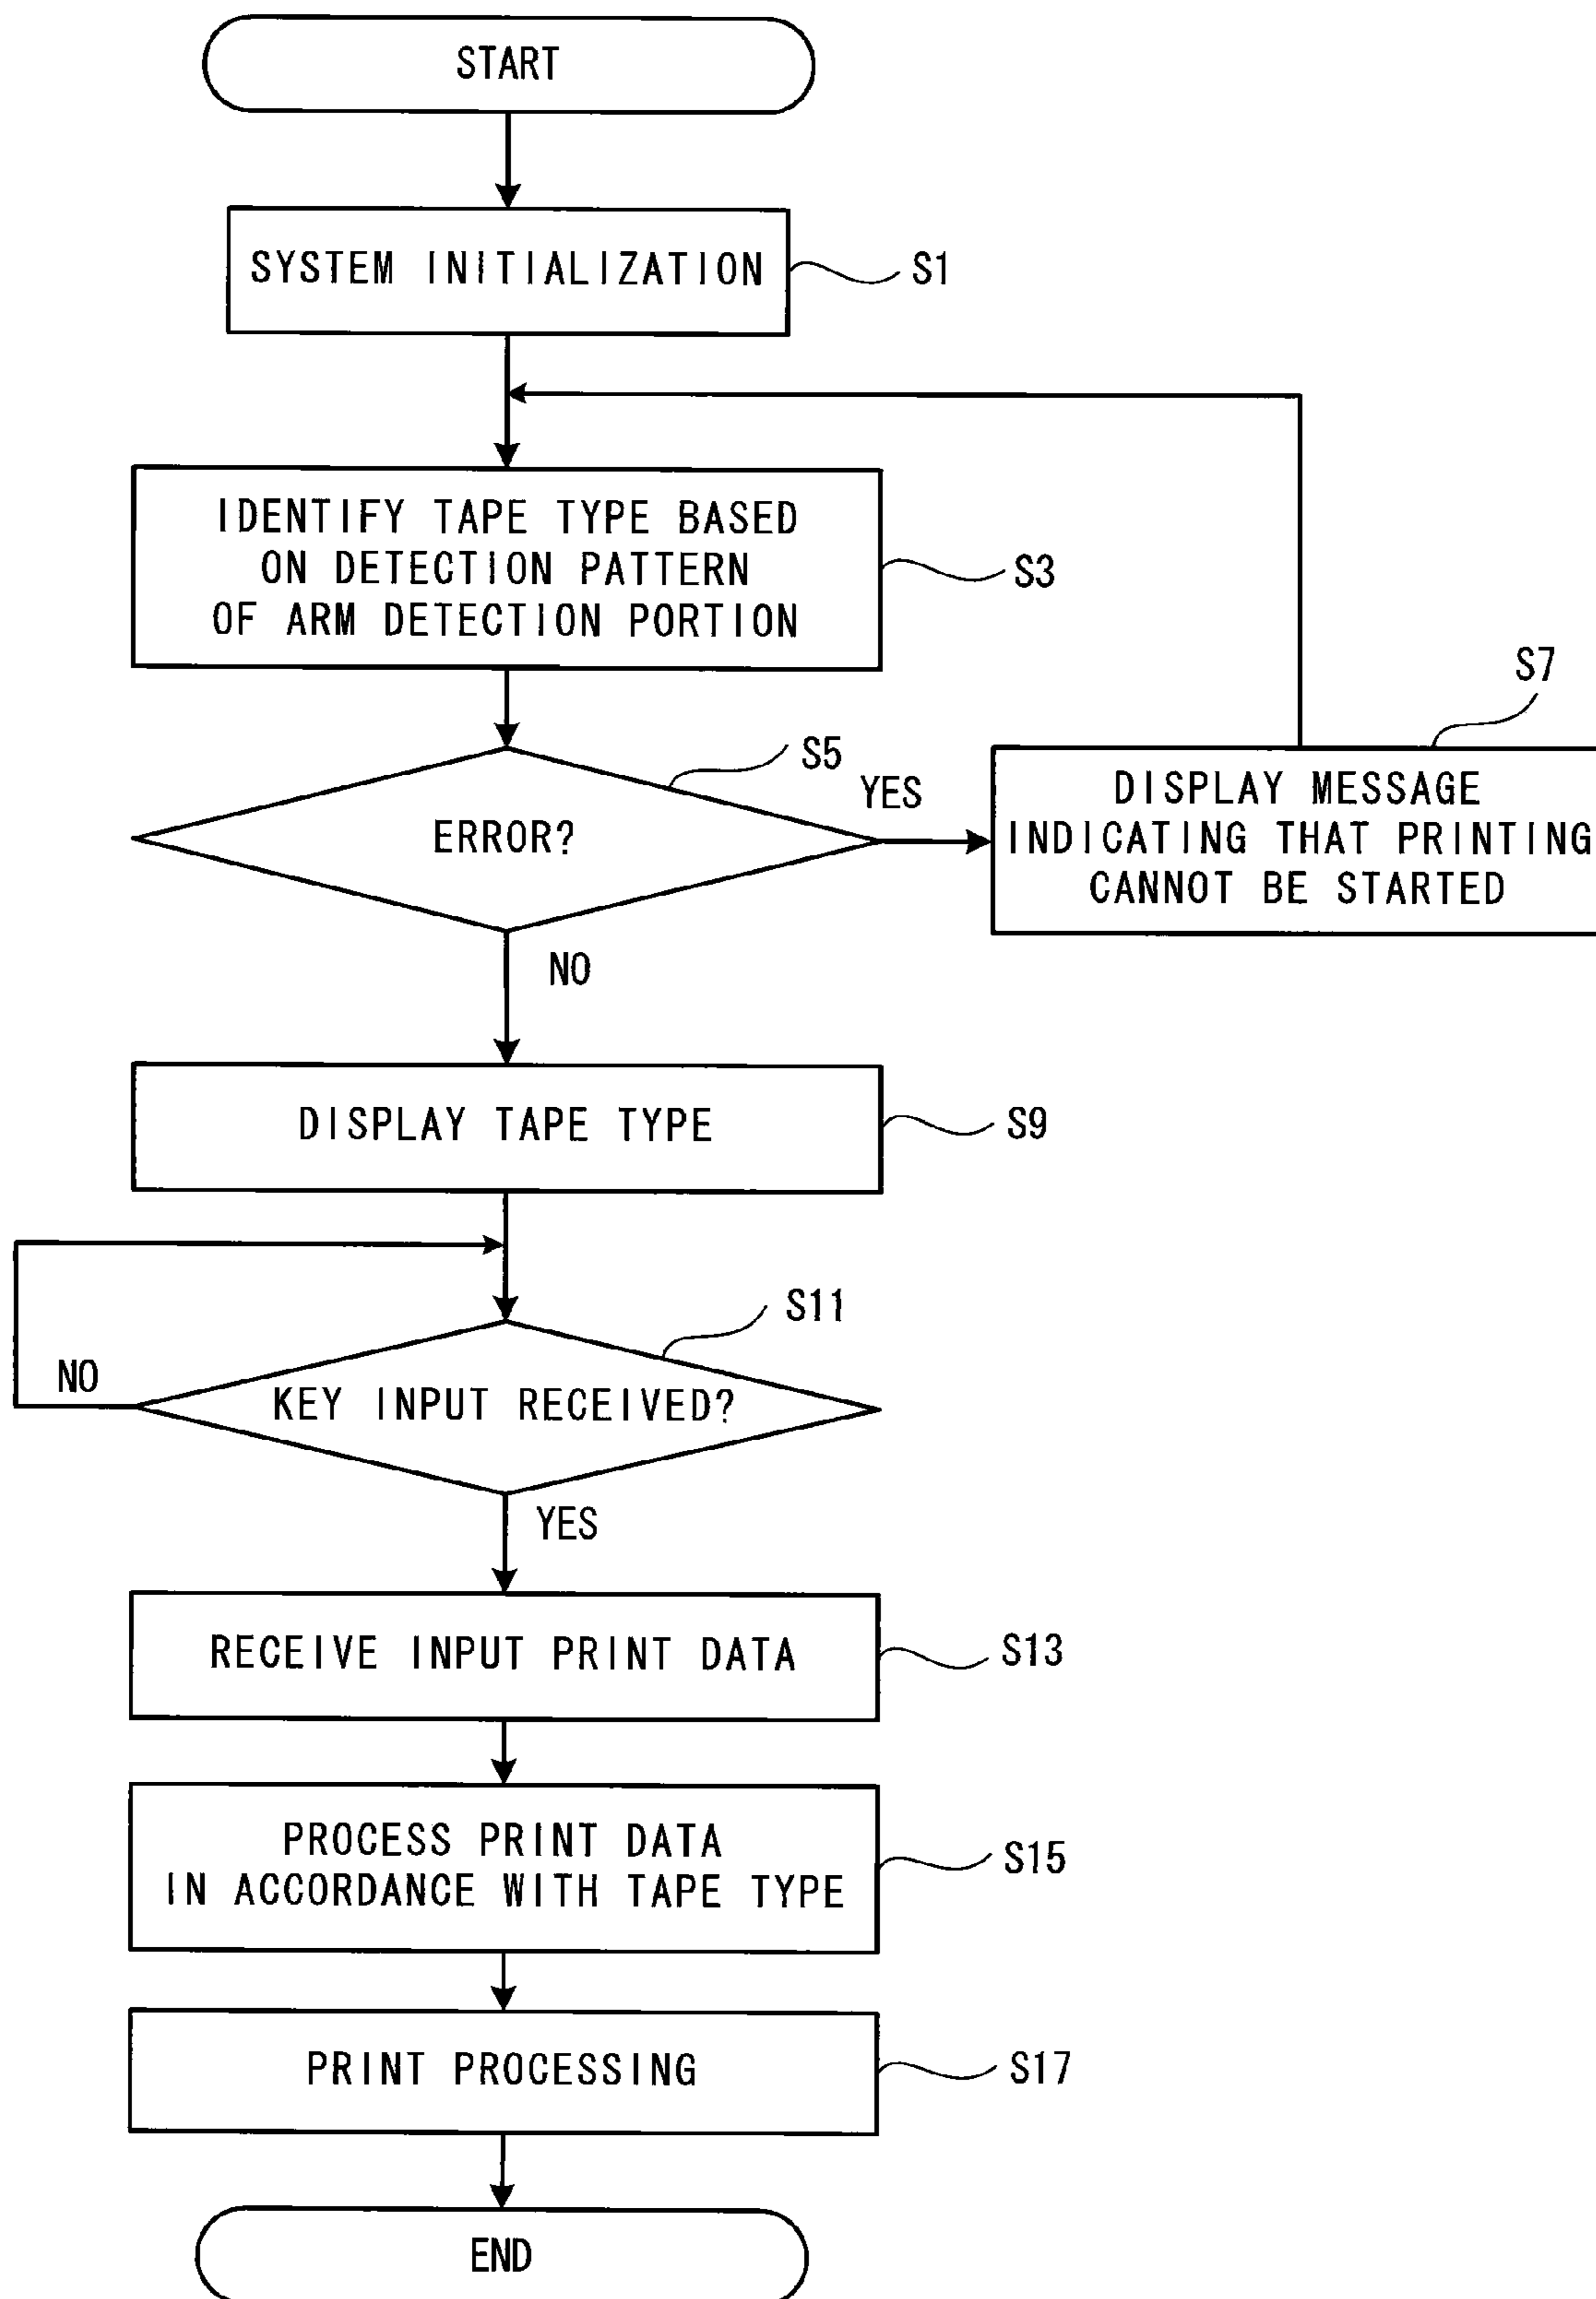 START
SYSTEM INITIALIZATION
S1
IDENTIFY TAPE TYPE BASED
ON DETECTION PATTERN
OF ARM DETECTION PORTION
S3
S5
ERROR?
YES
S7
DISPLAY MESSAGE
INDICATING THAT PRINTING
CANNOT BE STARTED
NO
DISPLAY TAPE TYPE
S9
S11
NO
KEY INPUT RECEIVED?
YES
RECEIVE INPUT PRINT DATA
S13
PROCESS PRINT DATA
IN ACCORDANCE WITH TAPE TYPE
S15
PRINT PROCESSING
S17
END